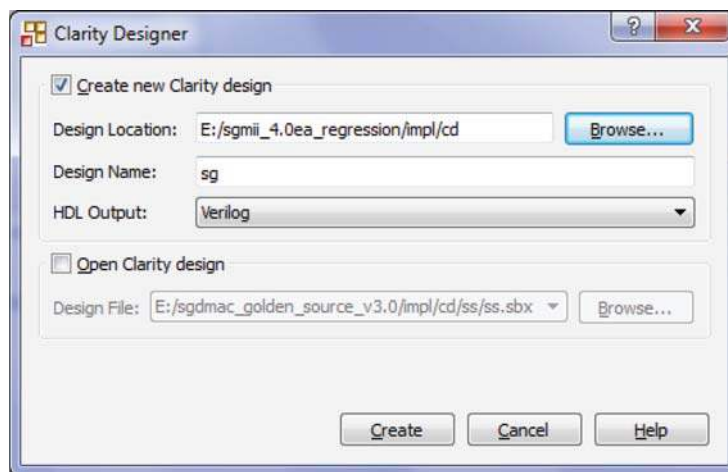 Clarity Designer
Create new Clarity design
Design Location: E:/sgmii_4.0ea_regression/impl/cd Browse...
Design Name: sg
HDL Output: Verilog
Open Clarity design
Design File: E:/sgdmac_golden_source_v3.0/impl/cd/ss/ss.sbx Browse...
Create Cancel Help